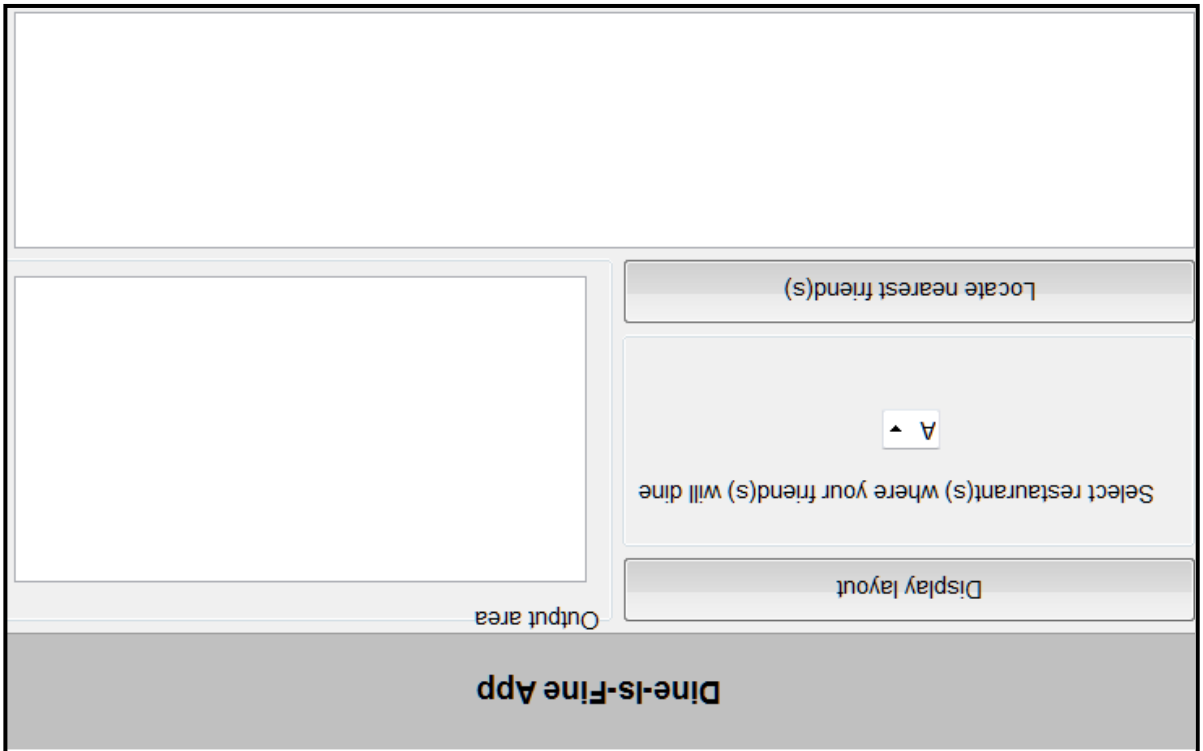 Dine-Is-Fine App
Display layout
Select restaurant(s) where your friend(s) will dine
A
Locate nearest friend(s)
Output area